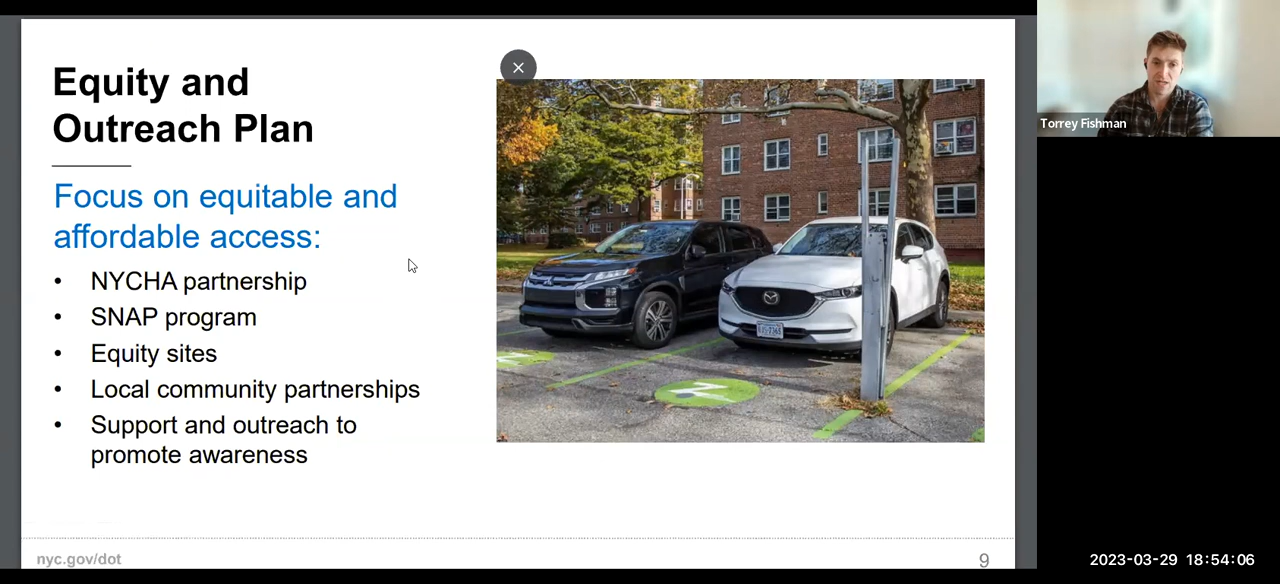 Equity and
Outreach Plan
Focus on equitable and
affordable access:
• NYCHA partnership
• SNAP program
• Equity sites
• Local community partnerships
• Support and outreach to
promote awareness
nyc.gov/dot
9
Torrey Fishman
2023-03-29 18:54:06